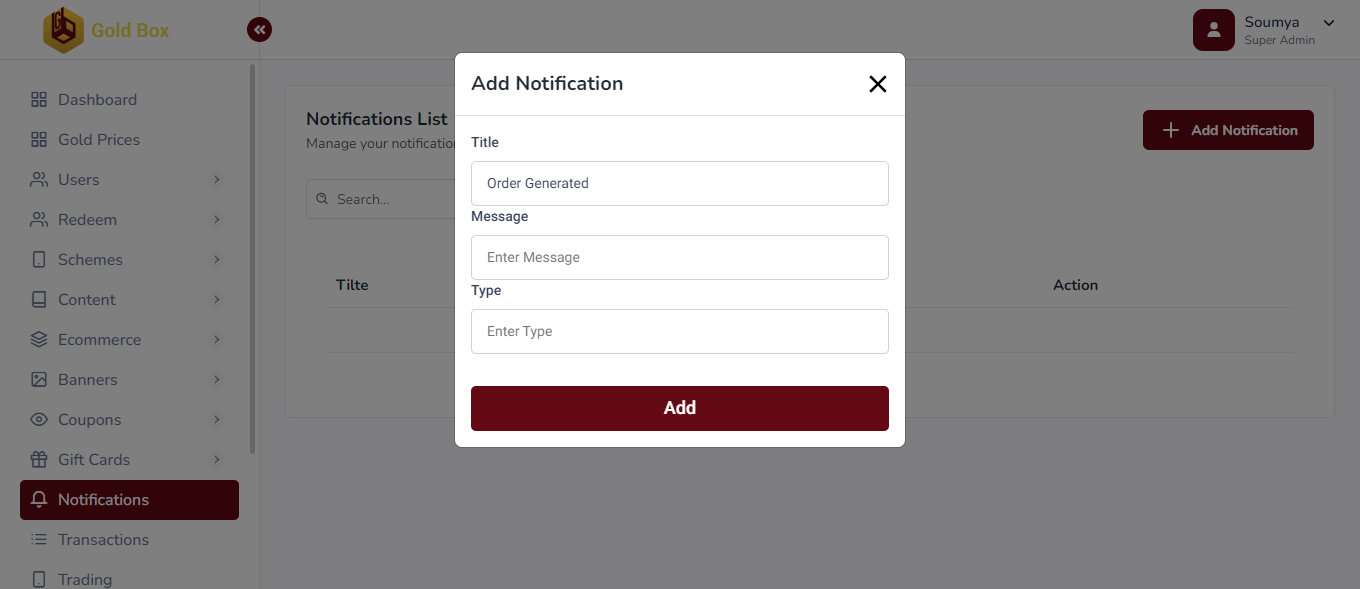 Gold Box
Soumya
Super Admin
Dashboard
Gold Prices
Users
Redeem
Schemes
Content
Ecommerce
Banners
Coupons
Gift Cards
Notifications
Transactions
Trading
Notifications List
Manage your notificatio
Add Notification
Search...
Tilte
Action
Add Notification
Title
Order Generated
Message
Enter Message
Type
Enter Type
Add